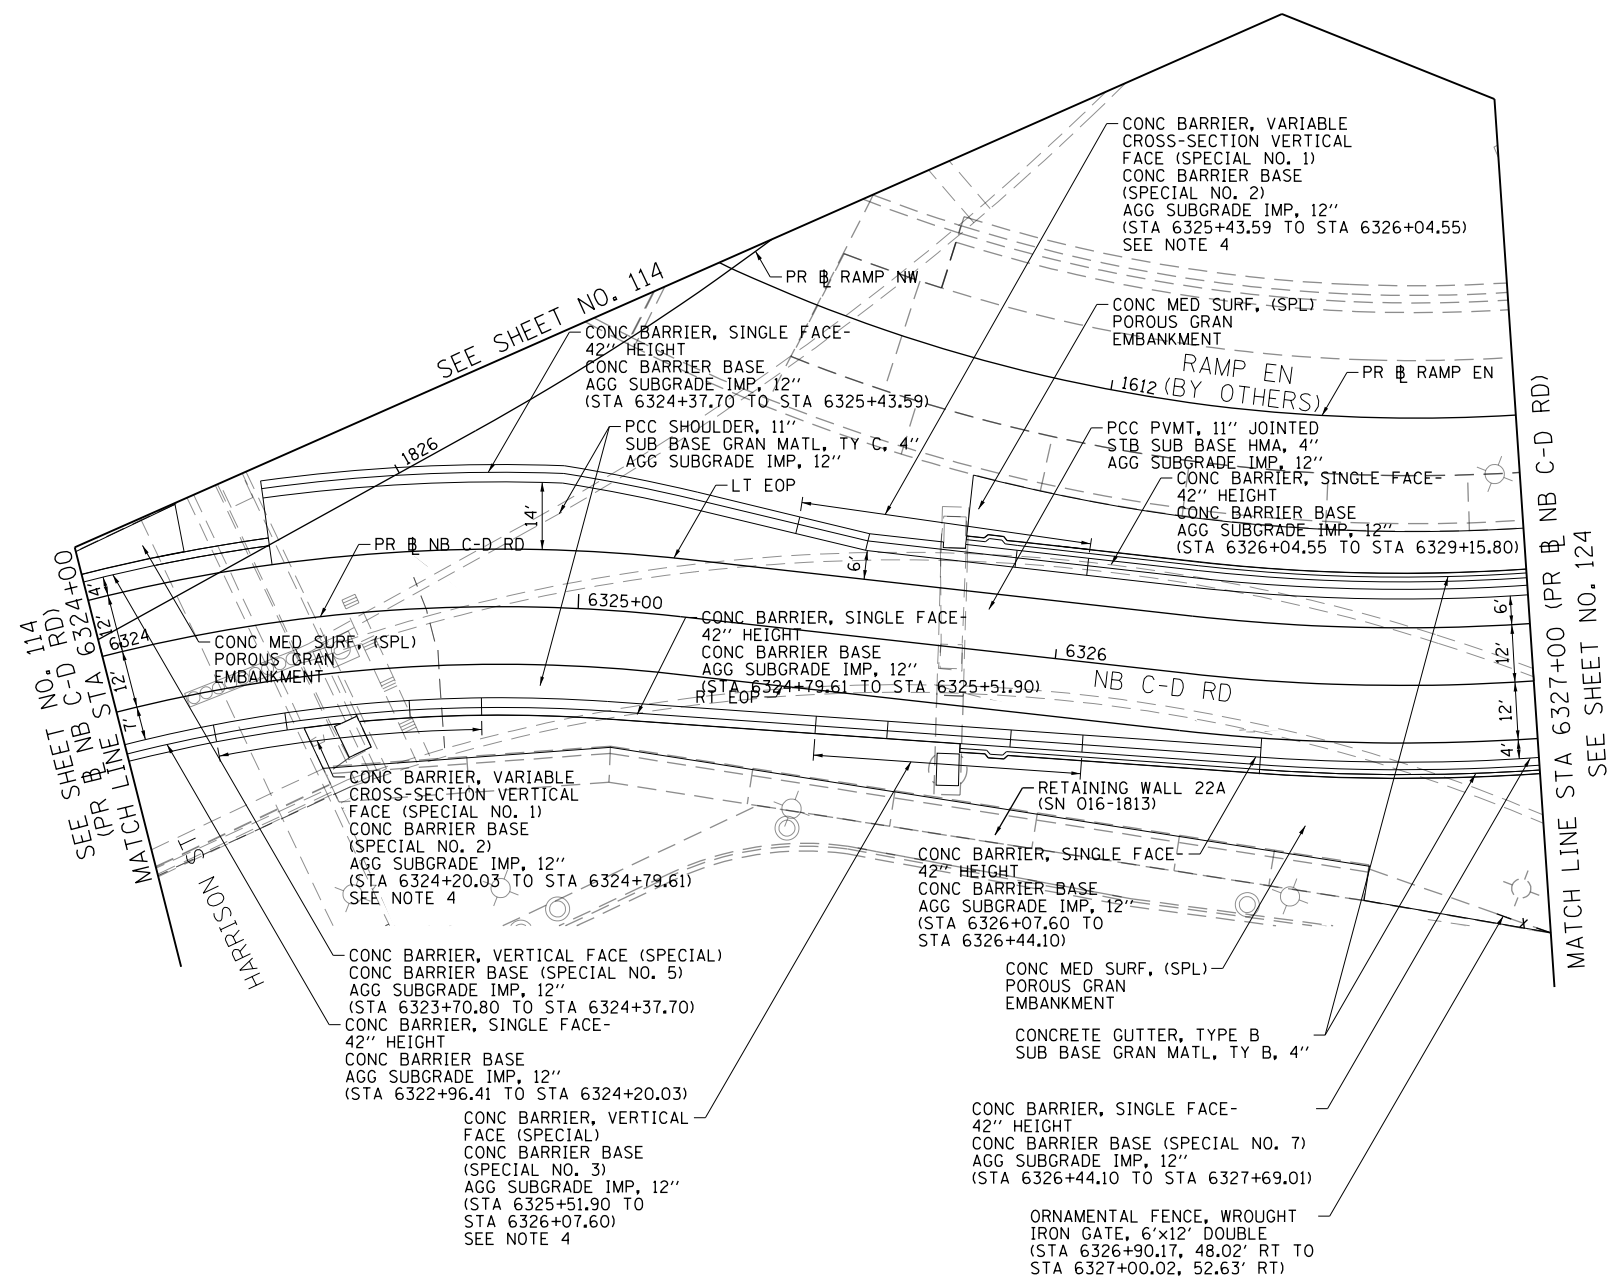 CONC BARRIER, VARIABLE
CROSS-SECTION VERTICAL
FACE (SPECIAL NO. 1)
CONC BARRIER BASE
(SPECIAL NO. 2)
AGG SUBGRADE IMP, 12"
(STA 6325+43.59 TO STA 6326+04.55)
SEE NOTE 4
SEE SHEET NO. 114
PR ℄ RAMP NW
CONC MED SURF, (SPL)
POROUS GRAN
EMBANKMENT
RAMP EN
(BY OTHERS)
1612
PR ℄ RAMP EN
CONC BARRIER, SINGLE FACE-
42" HEIGHT
CONC BARRIER BASE
AGG SUBGRADE IMP, 12"
(STA 6324+37.70 TO STA 6325+43.59)
PCC SHOULDER, 11"
SUB BASE GRAN MATL, TY C, 4"
AGG SUBGRADE IMP, 12"
PCC PVMT, 11" JOINTED
STB SUB BASE HMA, 4"
AGG SUBGRADE IMP, 12"
CONC BARRIER, SINGLE FACE-
42" HEIGHT
CONC BARRIER BASE
AGG SUBGRADE IMP, 12"
(STA 6326+04.55 TO STA 6329+15.80)
1826
LT EOP
14'
6'
PR ℄ NB C-D RD
6325+00
6324
4'
12'
12'
7'
CONC MED SURF, (SPL)
POROUS GRAN
EMBANKMENT
CONC BARRIER, SINGLE FACE-
42" HEIGHT
CONC BARRIER BASE
AGG SUBGRADE IMP, 12"
(STA 6324+79.61 TO STA 6325+51.90)
RT EOP
6326
NB C-D RD
6'
12'
12'
4'
SEE SHEET NO. 114
(PR ℄ NB C-D RD)
MATCH LINE STA 6324+00
MATCH LINE STA 6327+00 (PR ℄ NB C-D RD)
SEE SHEET NO. 124
HARRISON ST
CONC BARRIER, VARIABLE
CROSS-SECTION VERTICAL
FACE (SPECIAL NO. 1)
CONC BARRIER BASE
(SPECIAL NO. 2)
AGG SUBGRADE IMP, 12"
(STA 6324+20.03 TO STA 6324+79.61)
SEE NOTE 4
RETAINING WALL 22A
(SN 016-1813)
CONC BARRIER, SINGLE FACE-
42" HEIGHT
CONC BARRIER BASE
AGG SUBGRADE IMP, 12"
(STA 6326+07.60 TO
STA 6326+44.10)
CONC BARRIER, VERTICAL FACE (SPECIAL)
CONC BARRIER BASE (SPECIAL NO. 5)
AGG SUBGRADE IMP, 12"
(STA 6323+70.80 TO STA 6324+37.70)
CONC BARRIER, SINGLE FACE-
42" HEIGHT
CONC BARRIER BASE
AGG SUBGRADE IMP, 12"
(STA 6322+96.41 TO STA 6324+20.03)
CONC MED SURF, (SPL)
POROUS GRAN
EMBANKMENT
CONCRETE GUTTER, TYPE B
SUB BASE GRAN MATL, TY B, 4"
CONC BARRIER, VERTICAL
FACE (SPECIAL)
CONC BARRIER BASE
(SPECIAL NO. 3)
AGG SUBGRADE IMP, 12"
(STA 6325+51.90 TO
STA 6326+07.60)
SEE NOTE 4
CONC BARRIER, SINGLE FACE-
42" HEIGHT
CONC BARRIER BASE (SPECIAL NO. 7)
AGG SUBGRADE IMP, 12"
(STA 6326+44.10 TO STA 6327+69.01)
ORNAMENTAL FENCE, WROUGHT
IRON GATE, 6'x12' DOUBLE
(STA 6326+90.17, 48.02' RT TO
STA 6327+00.02, 52.63' RT)